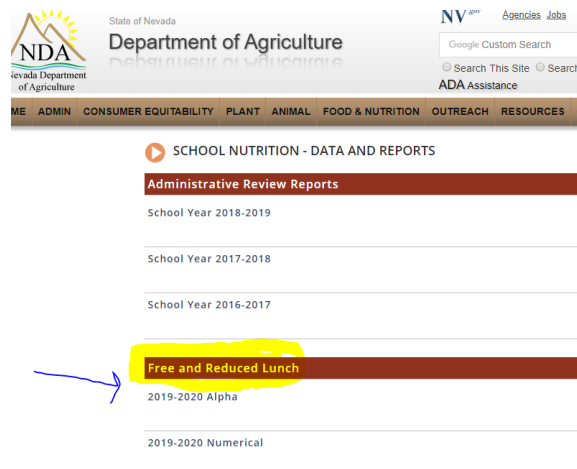 NDA
Nevada Department
of Agriculture
State of Nevada
Department of Agriculture
NV.gov
Agencies Jobs
Google Custom Search
Search This Site Search
ADA Assistance
ME ADMIN CONSUMER EQUITABILITY PLANT ANIMAL FOOD & NUTRITION OUTREACH RESOURCES
SCHOOL NUTRITION - DATA AND REPORTS
Administrative Review Reports
School Year 2018-2019
School Year 2017-2018
School Year 2016-2017
Free and Reduced Lunch
2019-2020 Alpha
2019-2020 Numerical